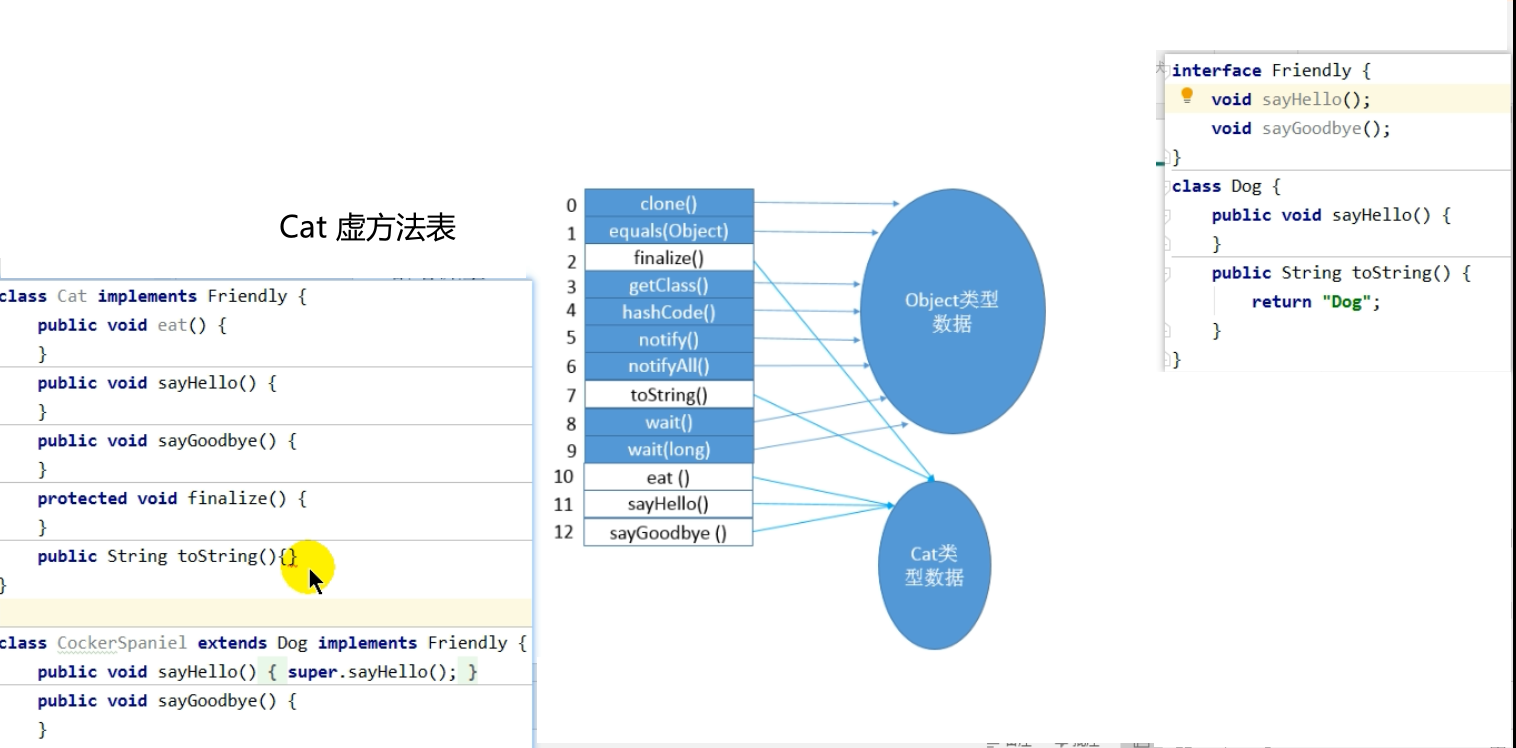 Cat 虚方法表
class Cat implements Friendly {
public void eat() {
}
public void sayHello() {
}
public void sayGoodbye() {
}
protected void finalize() {
}
public String toString(){}
}
class CockerSpaniel extends Dog implements Friendly {
public void sayHello() { super.sayHello(); }
public void sayGoodbye() {
}
0 clone()
1 equals(Object)
2 finalize()
3 getClass()
4 hashCode()
5 notify()
6 notifyAll()
7 toString()
8 wait()
9 wait(long)
10 eat ()
11 sayHello()
12 sayGoodbye ()
Object类型
数据
Cat类
型数据
interface Friendly {
void sayHello();
void sayGoodbye();
}
class Dog {
public void sayHello() {
}
public String toString() {
return "Dog";
}
}